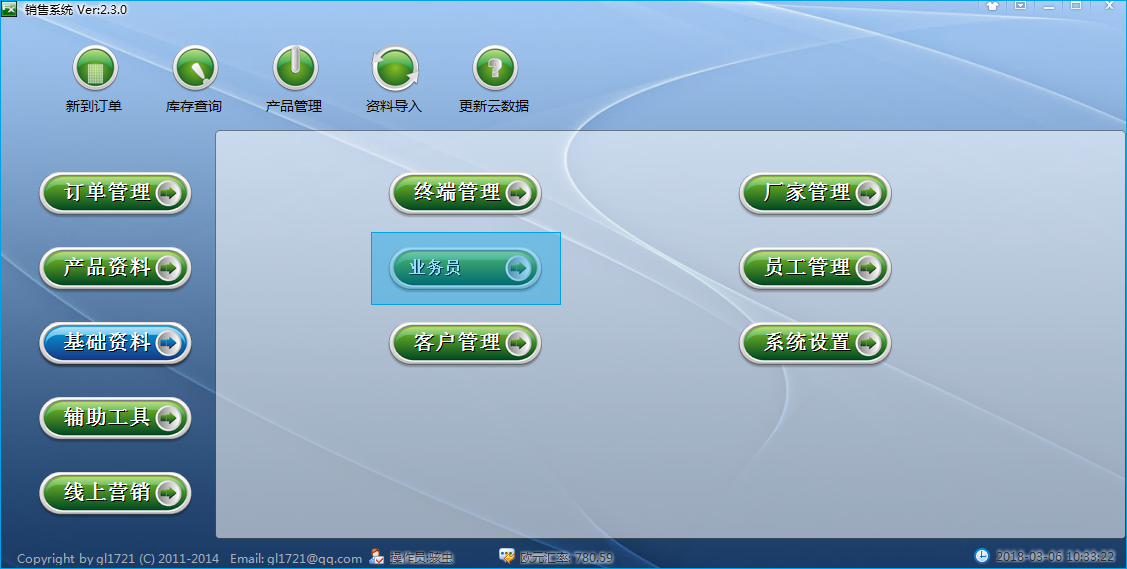 销售系统 Ver:2.3.0
新到订单 库存查询 产品管理 资料导入 更新云数据
订单管理 终端管理 厂家管理
产品资料 业务员 员工管理
基础资料 客户管理 系统设置
辅助工具
线上营销
Copyright by gl1721 (C) 2011-2014 Email: gl1721@qq.com 操作员 欧元汇率: 780.59 2018-03-06 10:33:22